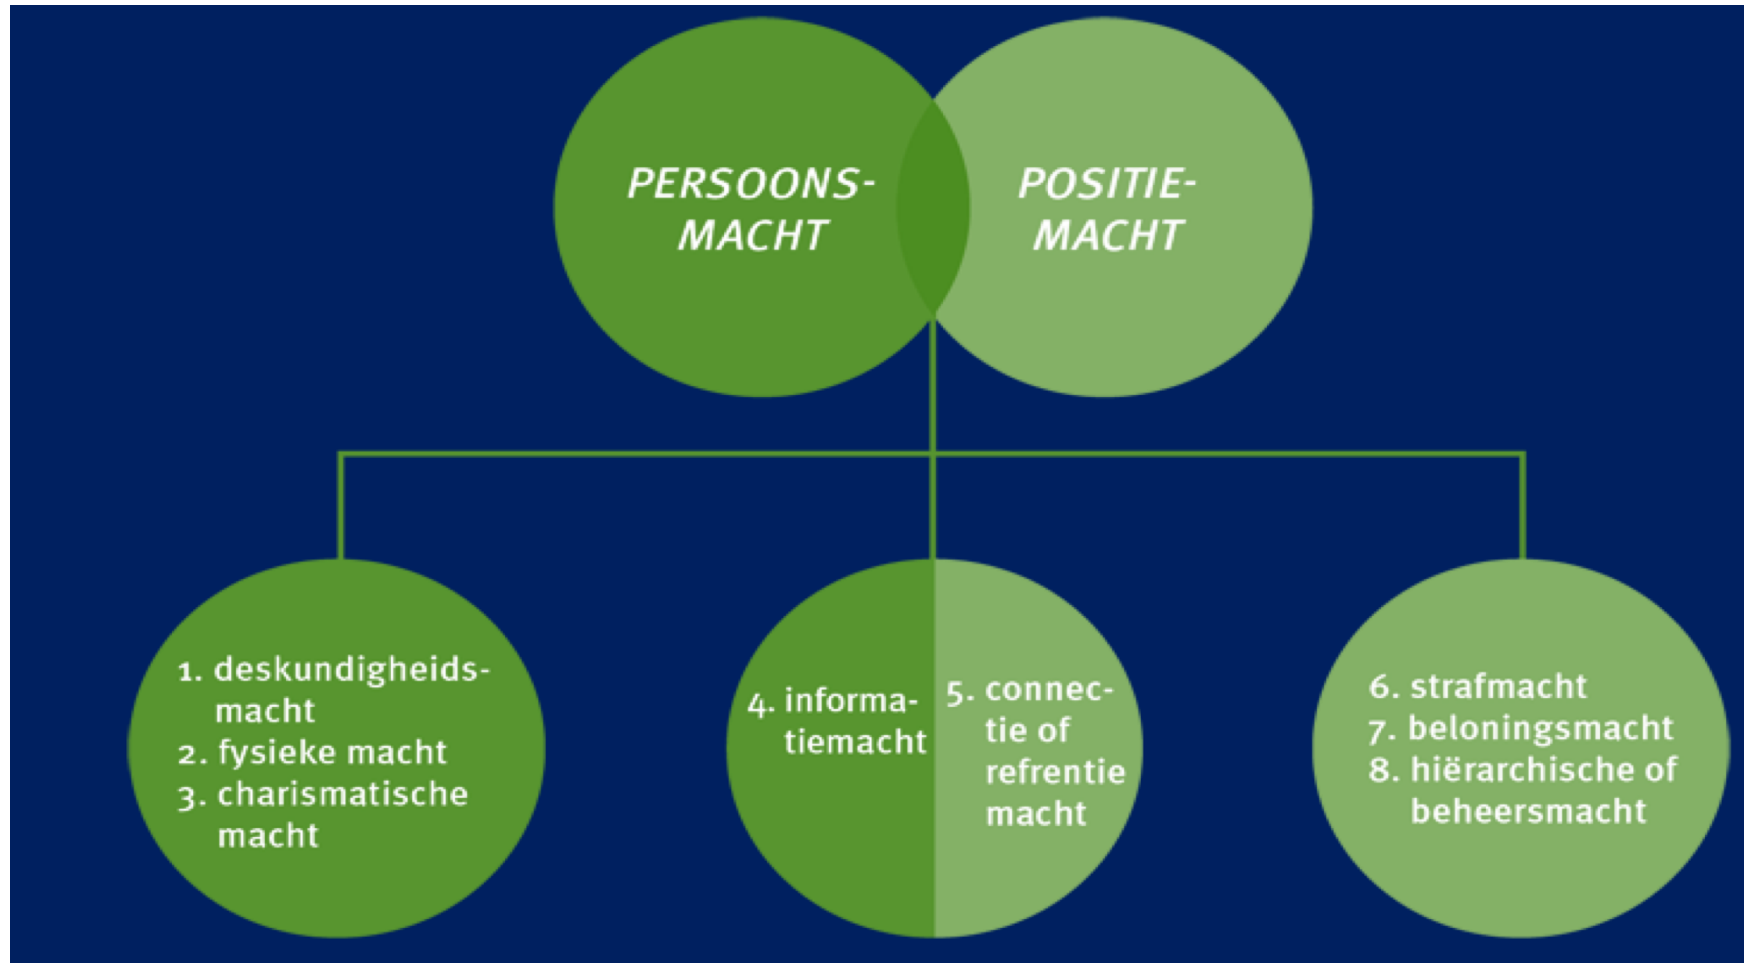 PERSOONS-
MACHT
POSITIE-
MACHT
1. deskundigheids-
macht
2. fysieke macht
3. charismatische
macht
4. informa-
tiemacht
5. connec-
tie of
refrentie
macht
6. strafmacht
7. beloningsmacht
8. hiërarchische of
beheersmacht